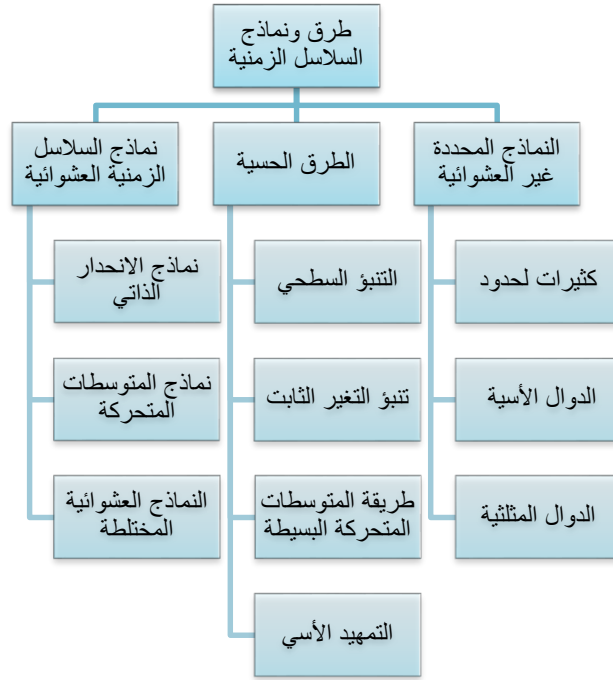 طرق ونماذج
السلاسل الزمنية
النماذج المحددة
غير العشوائية
كثيرات لحدود
الدوال الأسية
الدوال المثلثية
الطرق الحسية
التنبؤ السطحي
تنبؤ التغير الثابت
طريقة المتوسطات
المتحركة البسيطة
التمهيد الأسي
نماذج السلاسل
الزمنية العشوائية
نماذج الانحدار
الذاتي
نماذج المتوسطات
المتحركة
النماذج العشوائية
المختلطة